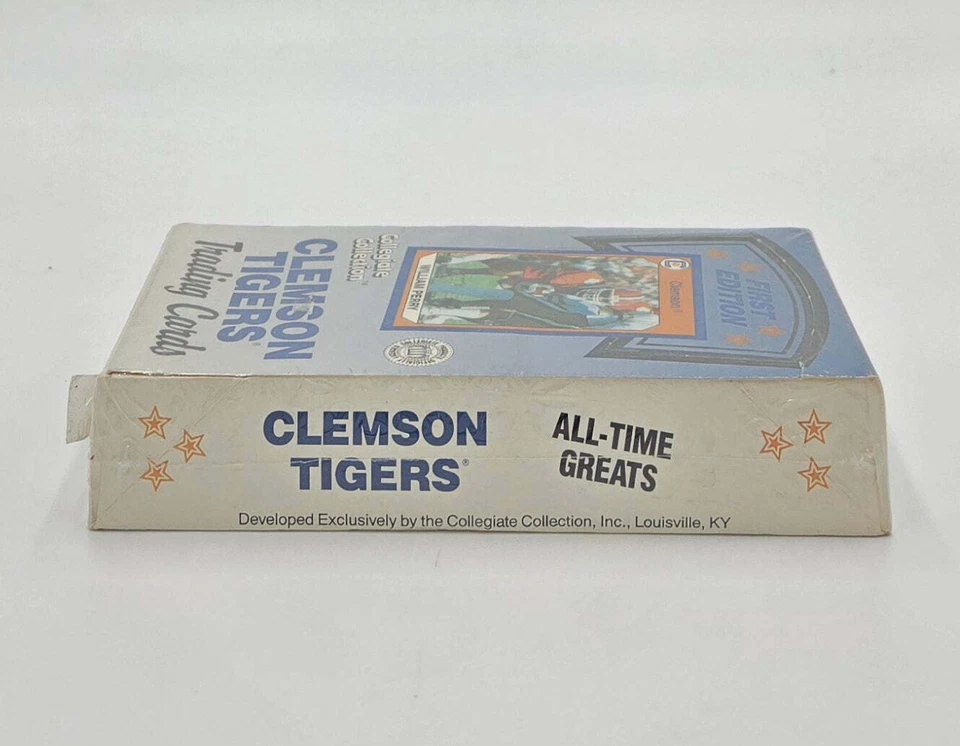 FIRST
EDITION
Clemson
WILLIAM PERRY
Collegiate
Collection™
CLEMSON
TIGERS®
Trading Cards
CLEMSON
TIGERS®
ALL-TIME
GREATS
Developed Exclusively by the Collegiate Collection, Inc., Louisville, KY